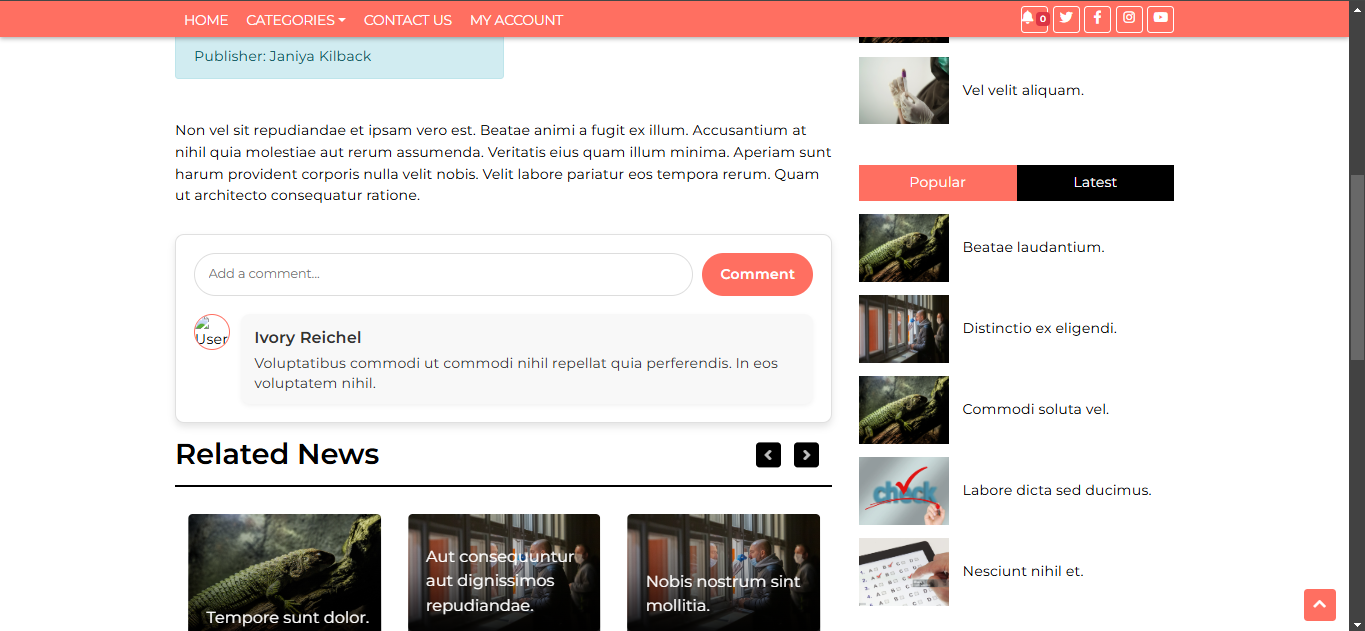 HOME CATEGORIES CONTACT US MY ACCOUNT 0
Publisher: Janiya Kilback
Non vel sit repudiandae et ipsam vero est. Beatae animi a fugit ex illum. Accusantium at
nihil quia molestiae aut rerum assumenda. Veritatis eius quam illum minima. Aperiam sunt
harum provident corporis nulla velit nobis. Velit labore pariatur eos tempora rerum. Quam
ut architecto consequatur ratione.
Add a comment...
Comment
User
Ivory Reichel
Voluptatibus commodi ut commodi nihil repellat quia perferendis. In eos
voluptatem nihil.
Related News
Tempore sunt dolor.
Aut consequuntur
aut dignissimos
repudiandae.
Nobis nostrum sint
mollitia.
Vel velit aliquam.
Popular
Latest
Beatae laudantium.
Distinctio ex eligendi.
Commodi soluta vel.
check
Labore dicta sed ducimus.
Nesciunt nihil et.